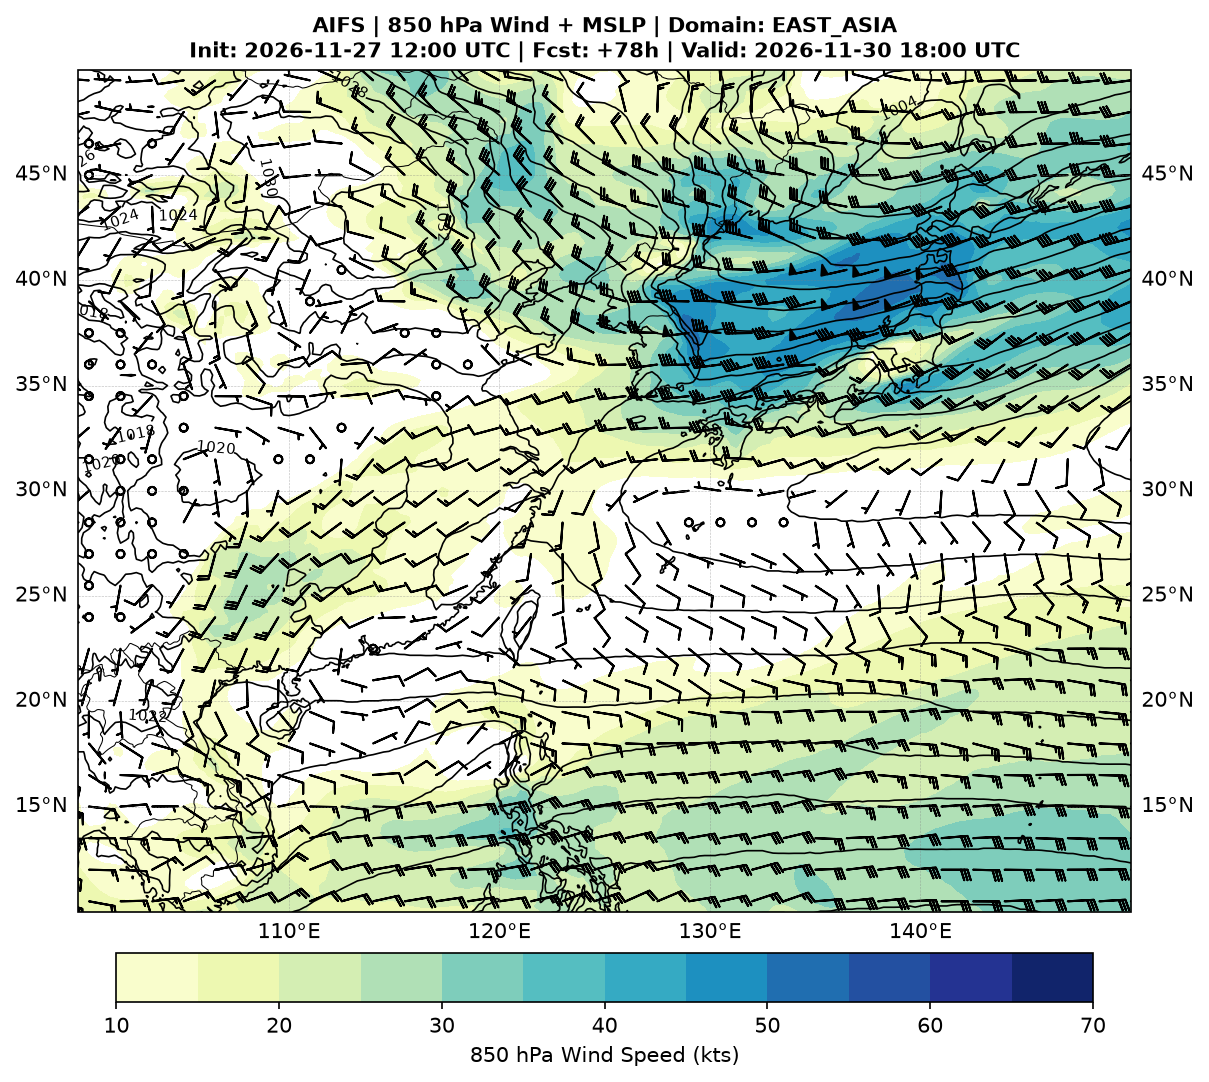 AIFS | 850 hPa Wind + MSLP | Domain: EAST_ASIA
Init: 2026-11-27 12:00 UTC | Fcst: +78h | Valid: 2026-11-30 18:00 UTC
1004
1030
1024
1024
1018
1020
1022
45°N
40°N
35°N
30°N
25°N
20°N
15°N
45°N
40°N
35°N
30°N
25°N
20°N
15°N
110°E 120°E 130°E 140°E
10 20 30 40 50 60 70
850 hPa Wind Speed (kts)